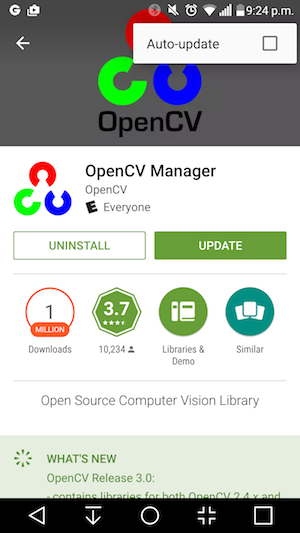 G 9:24 p.m.
Auto-update
OpenCV
OpenCV Manager
OpenCV
E Everyone
UNINSTALL UPDATE
1
MILLION
3.7
Downloads 10,234 Libraries & Similar
Demo
Open Source Computer Vision Library
WHAT'S NEW
OpenCV Release 3.0:
- contains libraries for both OpenCV 2.4.x and